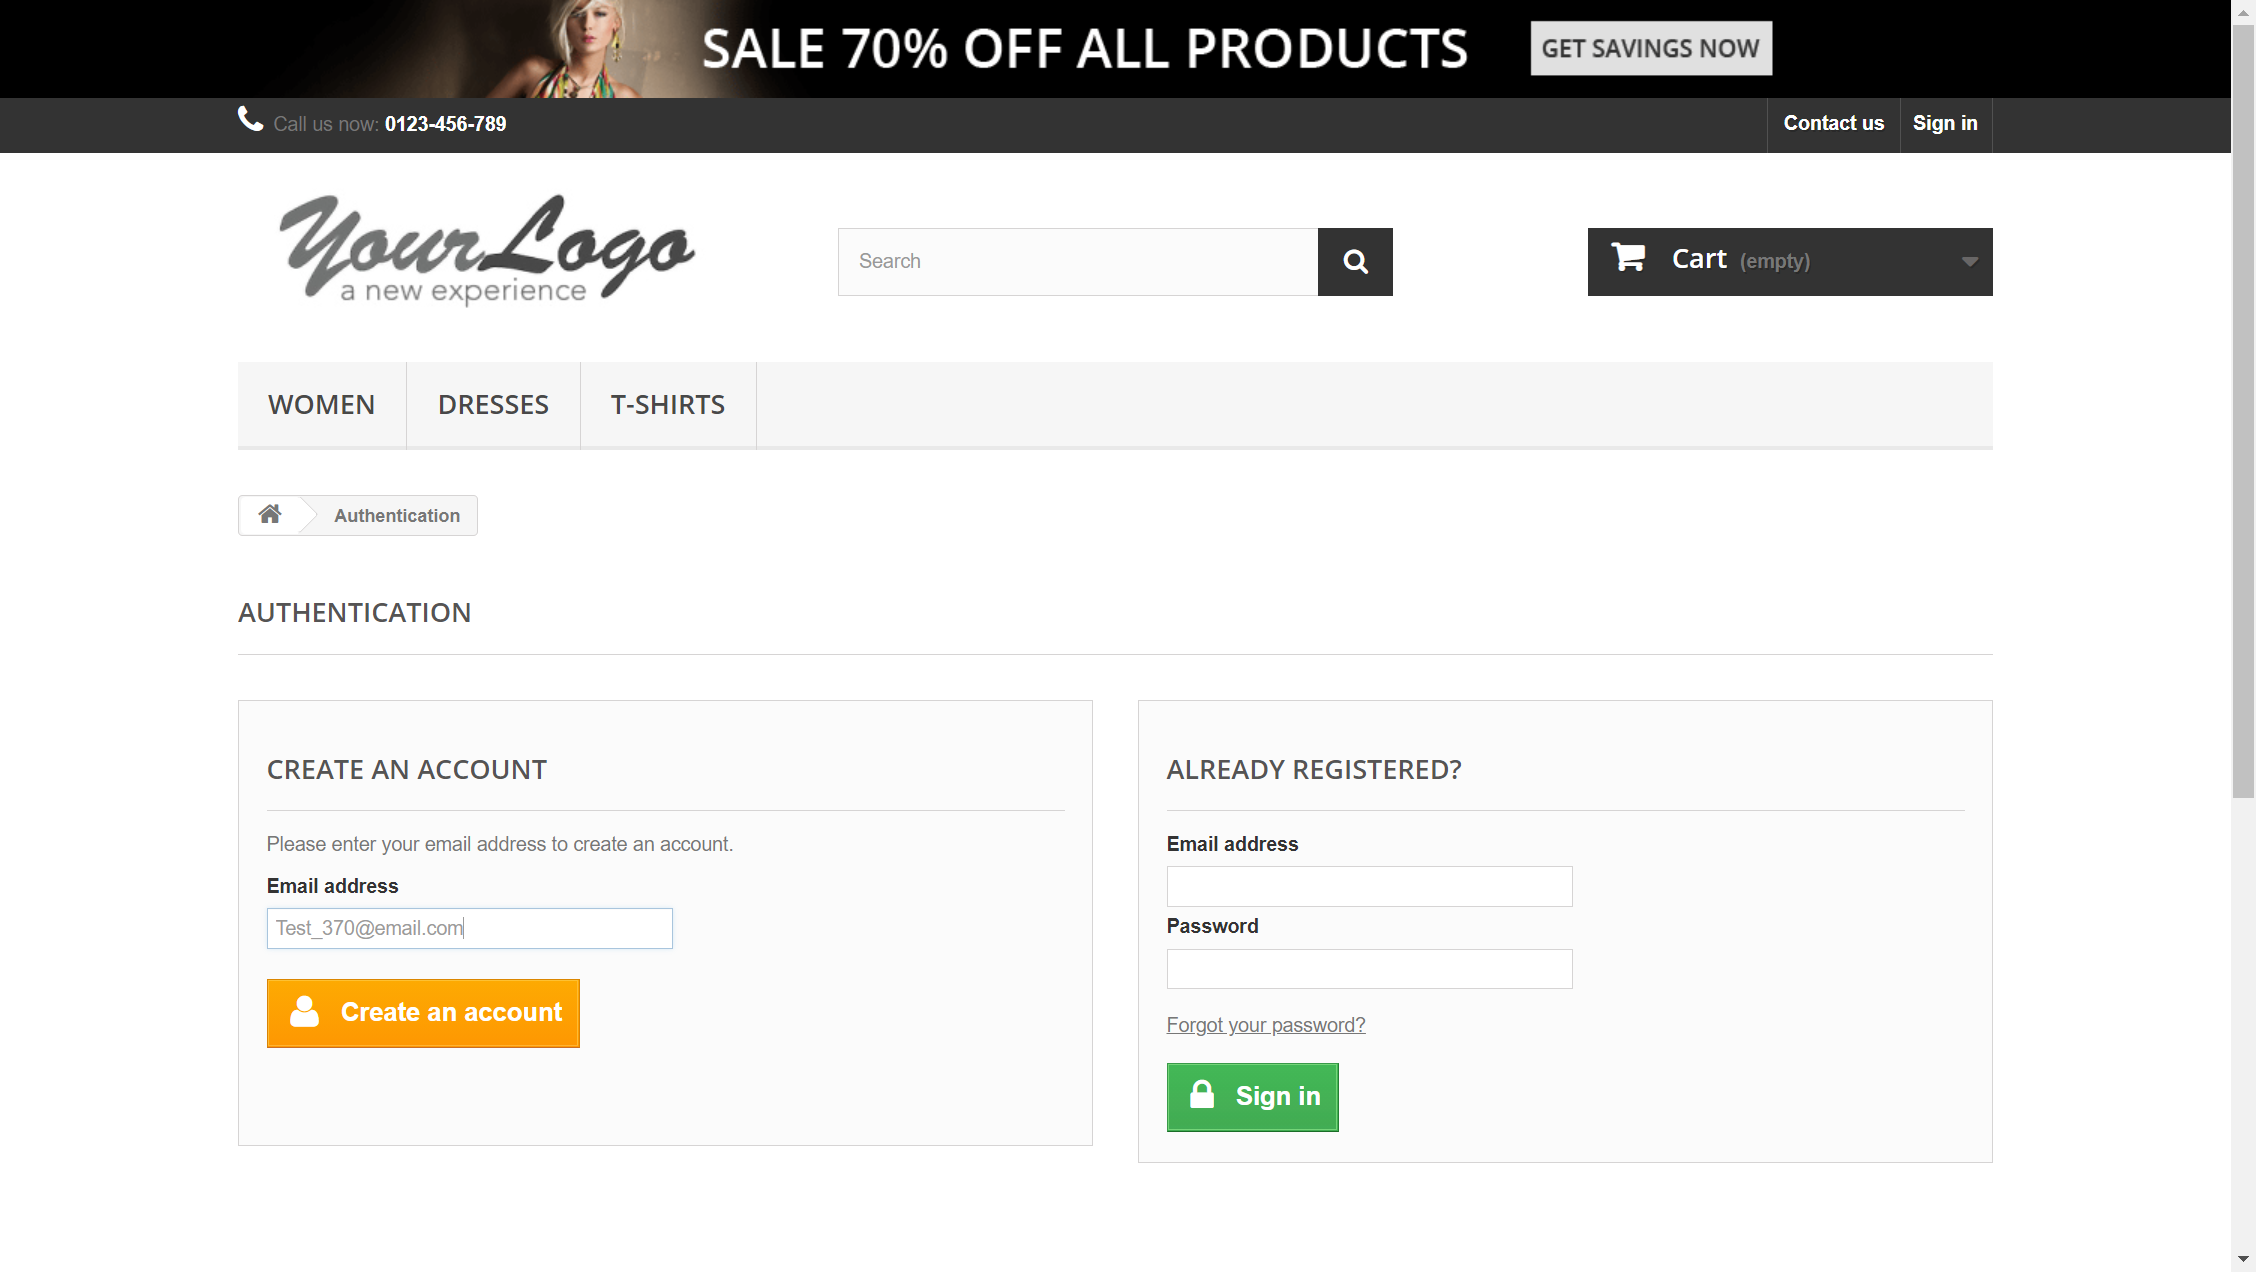 SALE 70% OFF ALL PRODUCTS GET SAVINGS NOW
Call us now: 0123-456-789 Contact us Sign in
YourLogo
a new experience
Search
Cart (empty)
WOMEN DRESSES T-SHIRTS
Authentication
AUTHENTICATION
CREATE AN ACCOUNT
Please enter your email address to create an account.
Email address
Test_370@email.com
Create an account
ALREADY REGISTERED?
Email address
Password
Forgot your password?
Sign in